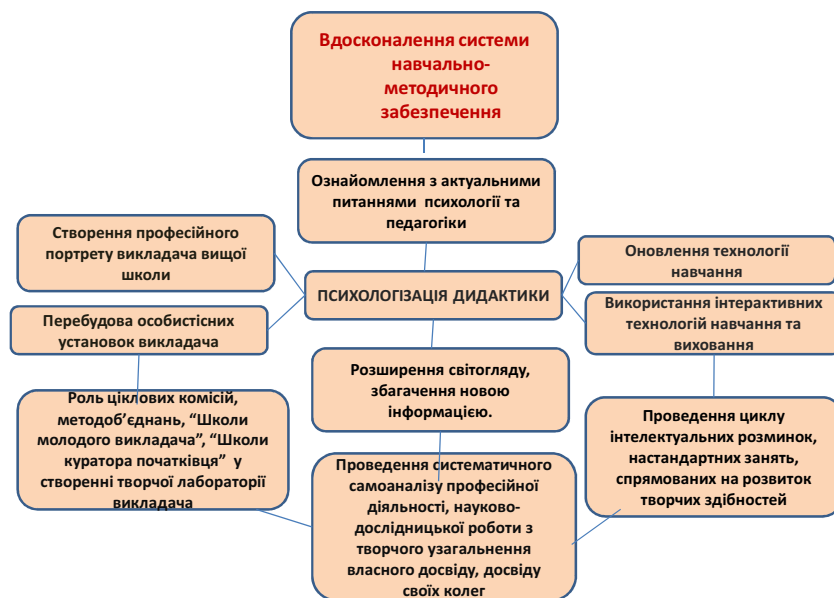 Вдосконалення системи
навчально-
методичного
забезпечення
Ознайомлення з актуальними
питаннями психології та
педагогіки
Створення професійного
портрету викладача вищої
школи
Оновлення технології
навчання
ПСИХОЛОГІЗАЦІЯ ДИДАКТИКИ
Перебудова особистісних
установок викладача
Використання інтерактивних
технологій навчання та
виховання
Розширення світогляду,
збагачення новою
інформацією.
Роль ціклових комісій,
методоб’єднань, “Школи
молодого викладача”, “Школи
куратора початківця” у
створенні творчої лабораторії
викладача
Проведення циклу
інтелектуальних розминок,
настандартних занять,
спрямованих на розвиток
творчих здібностей
Проведення систематичного
самоаналізу професійної
діяльності, науково-
дослідницької роботи з
творчого узагальнення
власного досвіду, досвіду
своїх колег